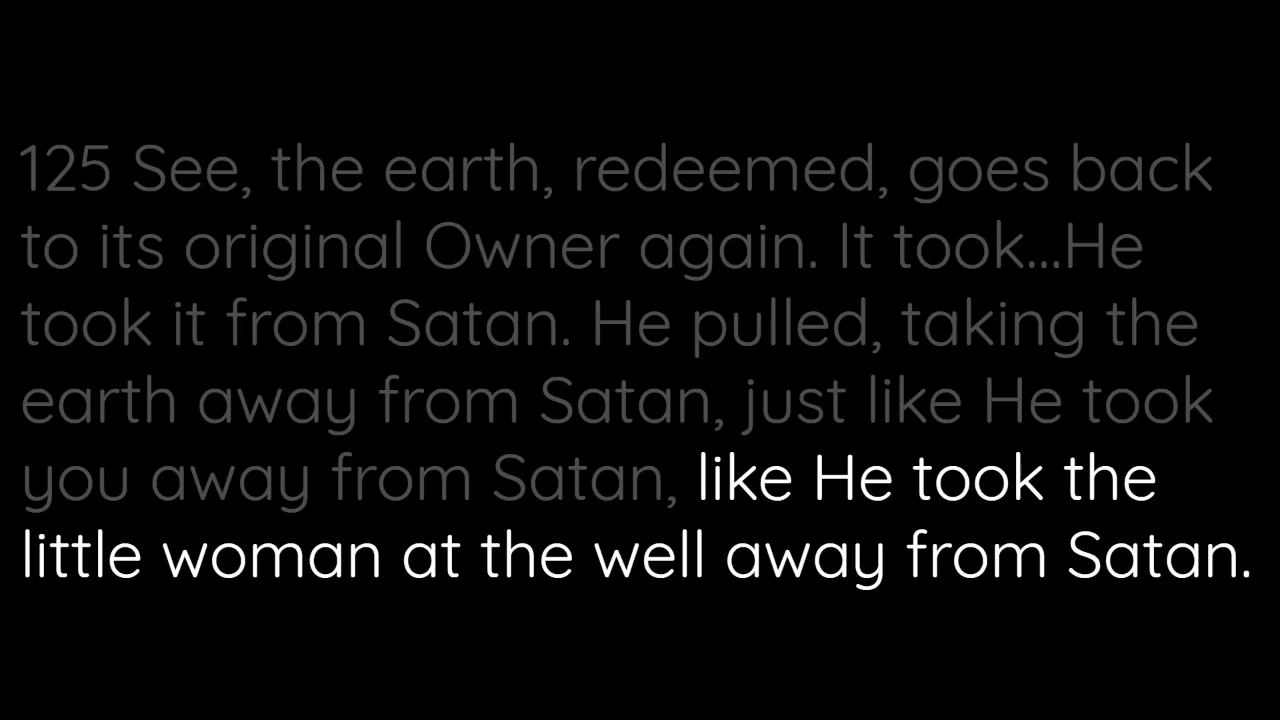 125 See, the earth, redeemed, goes back
to its original Owner again. It took...He
took it from Satan. He pulled, taking the
earth away from Satan, just like He took
you away from Satan, like He took the
little woman at the well away from Satan.